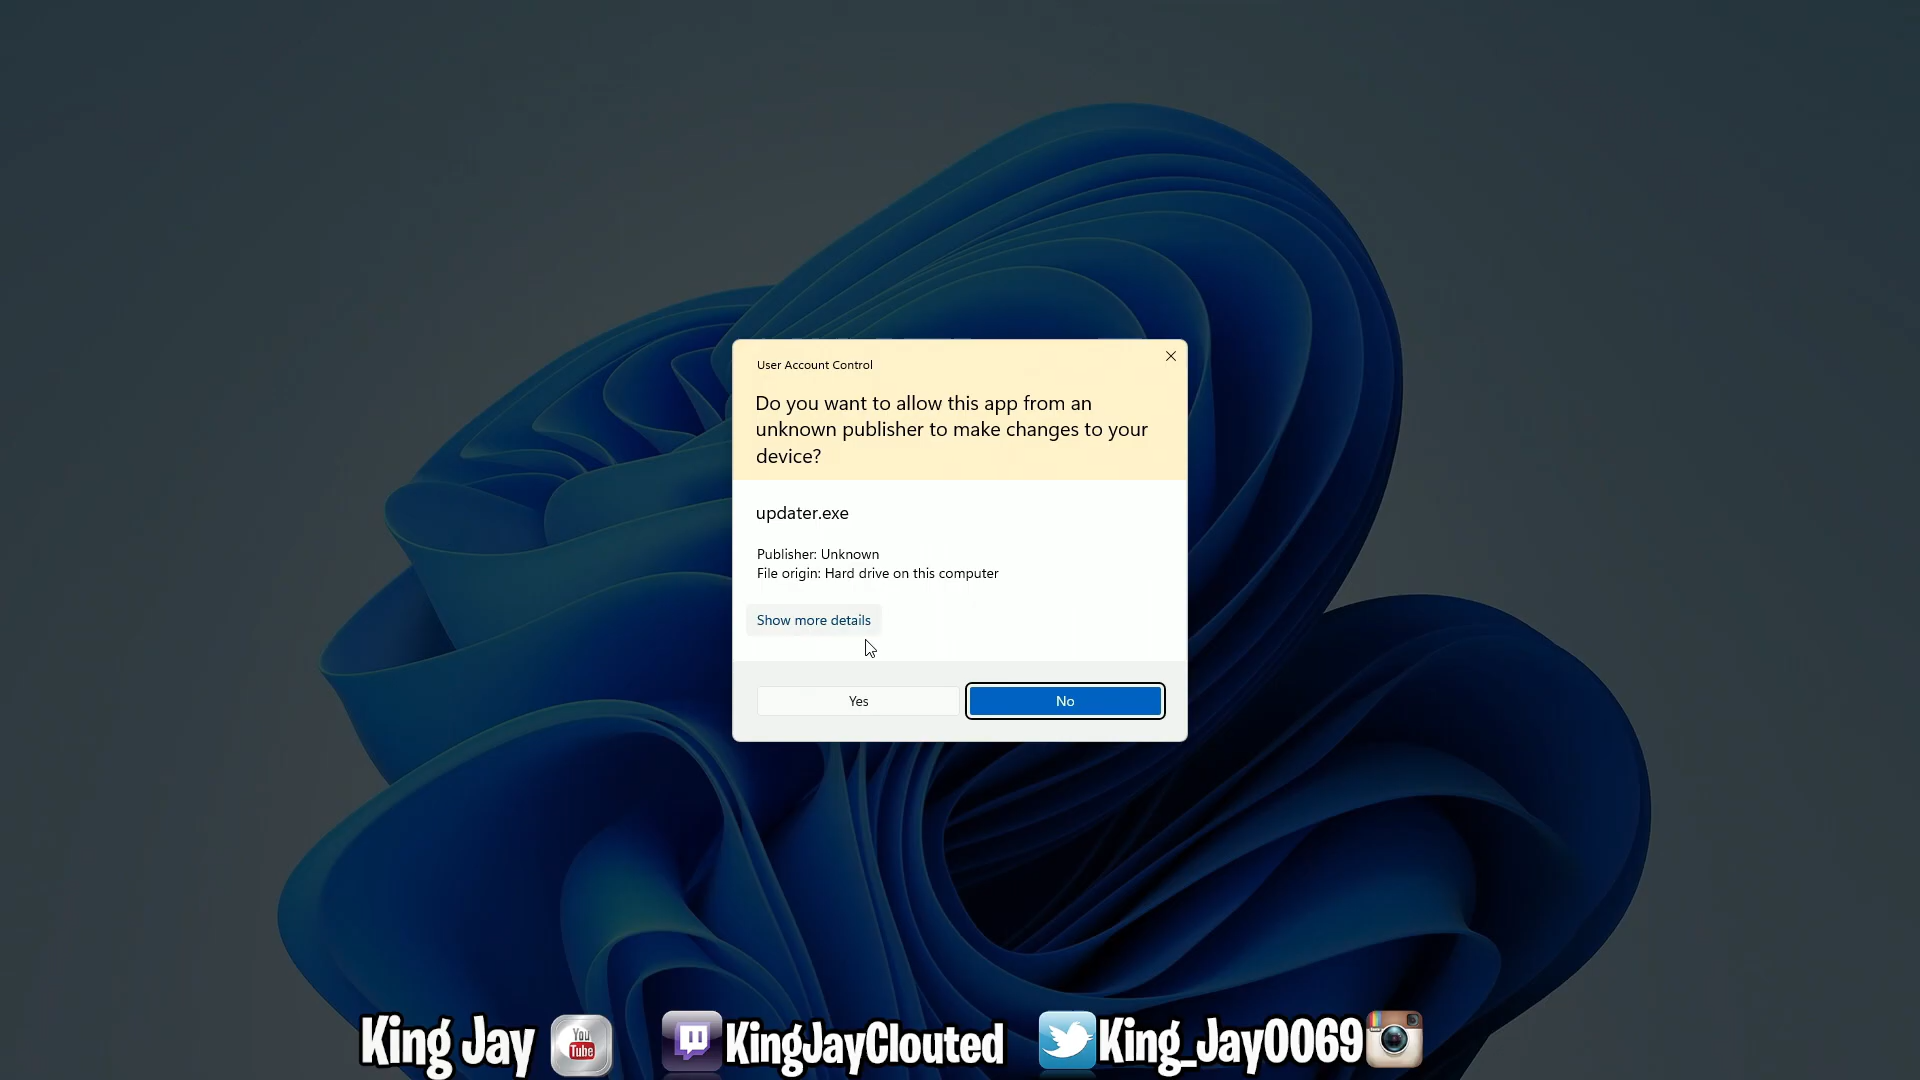 User Account Control
Do you want to allow this app from an
unknown publisher to make changes to your
device?
updater.exe
Publisher: Unknown
File origin: Hard drive on this computer
Show more details
Yes
No
King Jay
You
Tube
KingJayClouted
King_Jay0069